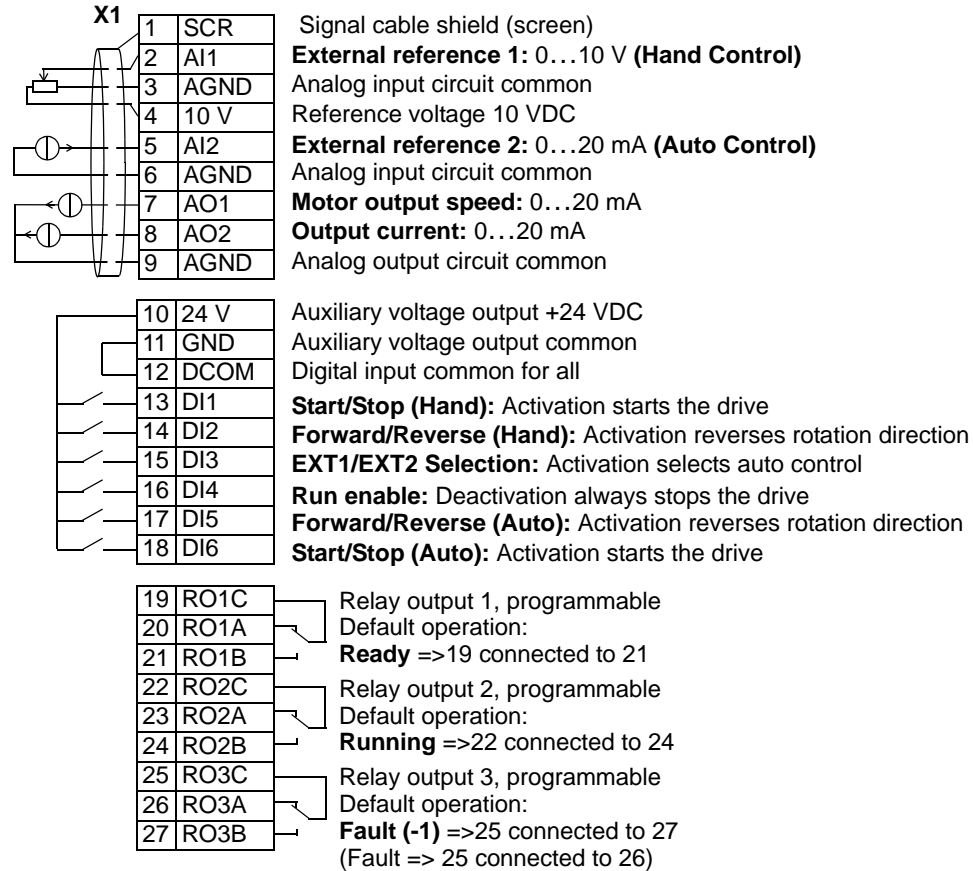 X1
1 SCR Signal cable shield (screen)
2 AI1 External reference 1: 0…10 V (Hand Control)
3 AGND Analog input circuit common
4 10 V Reference voltage 10 VDC
5 AI2 External reference 2: 0…20 mA (Auto Control)
6 AGND Analog input circuit common
7 AO1 Motor output speed: 0…20 mA
8 AO2 Output current: 0…20 mA
9 AGND Analog output circuit common
10 24 V Auxiliary voltage output +24 VDC
11 GND Auxiliary voltage output common
12 DCOM Digital input common for all
13 DI1 Start/Stop (Hand): Activation starts the drive
14 DI2 Forward/Reverse (Hand): Activation reverses rotation direction
15 DI3 EXT1/EXT2 Selection: Activation selects auto control
16 DI4 Run enable: Deactivation always stops the drive
17 DI5 Forward/Reverse (Auto): Activation reverses rotation direction
18 DI6 Start/Stop (Auto): Activation starts the drive
19 RO1C Relay output 1, programmable
20 RO1A Default operation:
21 RO1B Ready =>19 connected to 21
22 RO2C Relay output 2, programmable
23 RO2A Default operation:
24 RO2B Running =>22 connected to 24
25 RO3C Relay output 3, programmable
26 RO3A Default operation:
27 RO3B Fault (-1) =>25 connected to 27
(Fault => 25 connected to 26)